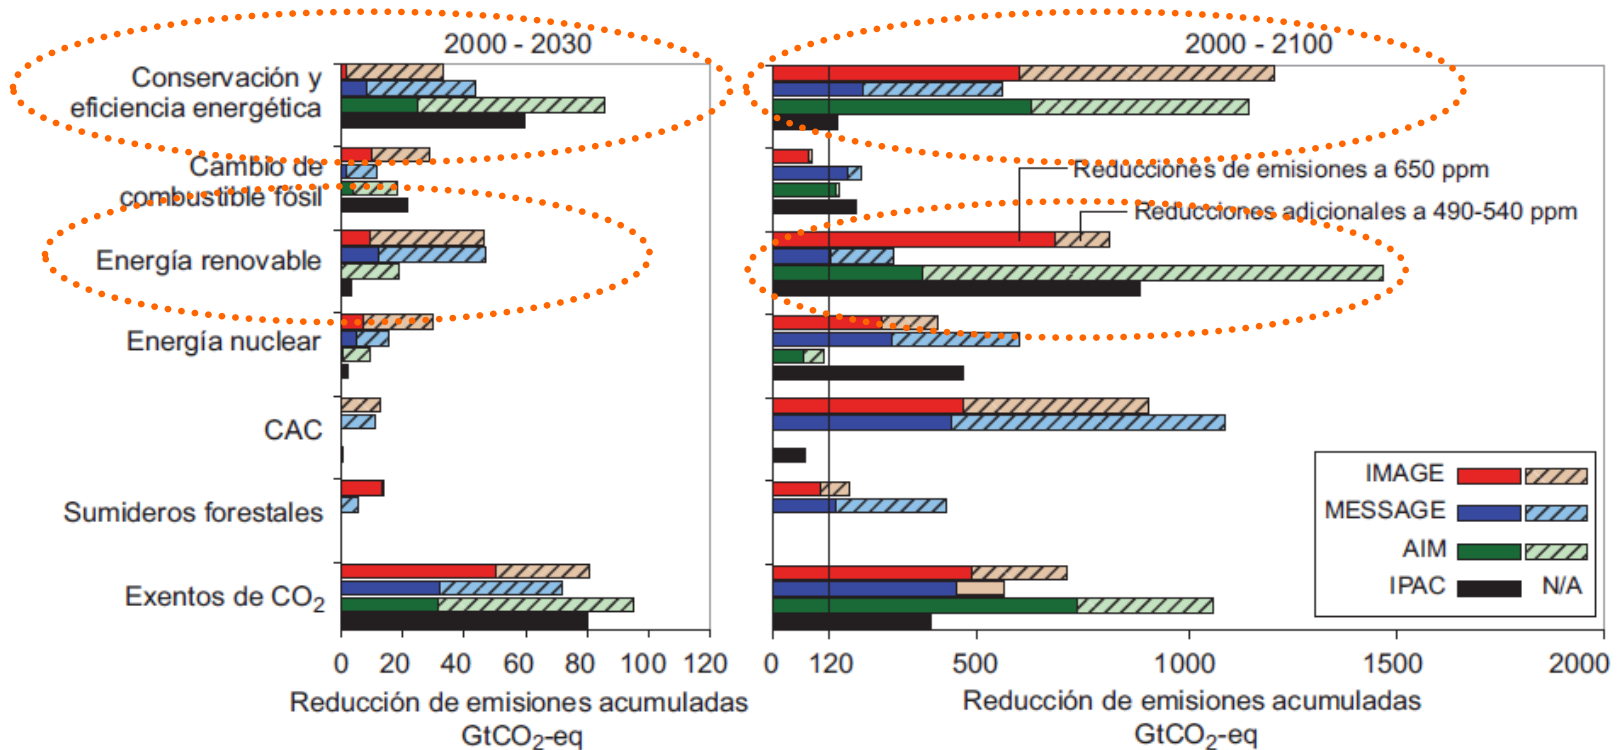 2000 - 2030
2000 - 2100
Conservación y
eficiencia energética
Cambio de
combustible fósil
Reducciones de emisiones a 650 ppm
Reducciones adicionales a 490-540 ppm
Energía renovable
Energía nuclear
CAC
Sumideros forestales
Exentos de CO₂
IMAGE
MESSAGE
AIM
IPAC N/A
0 20 40 60 80 100 120
0 120 500 1000 1500 2000
Reducción de emisiones acumuladas
GtCO₂-eq
Reducción de emisiones acumuladas
GtCO₂-eq